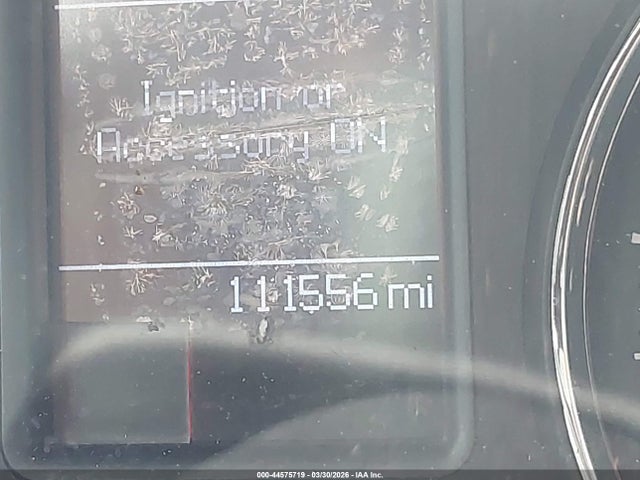 Ignition or
Accessory ON
111556 mi
000-44575719 - 03/30/2026 - IAA Inc.